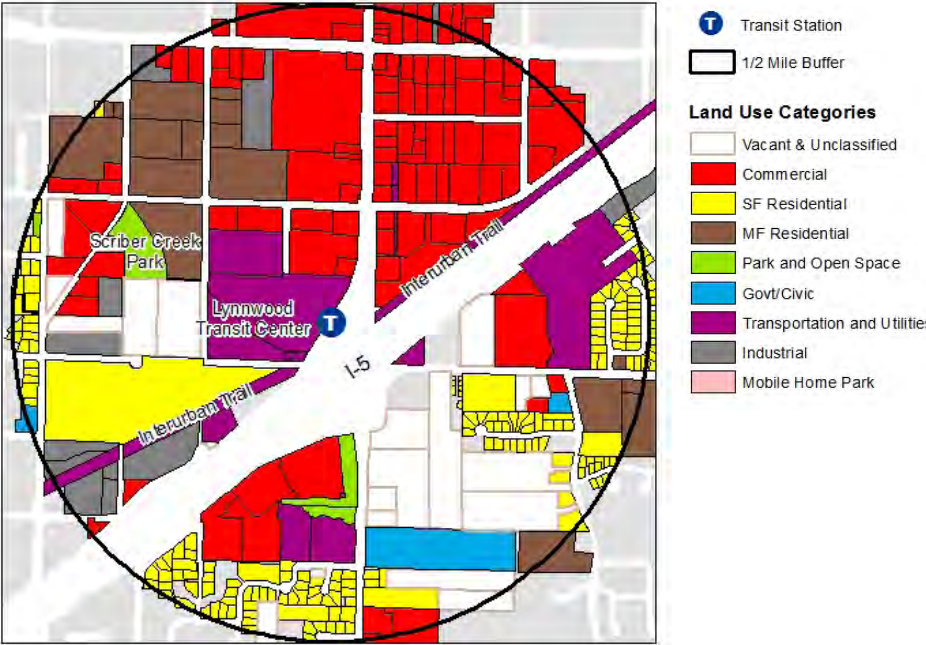 Scriber Creek
Park
Lynnwood
Transit Center
T
Interurban Trail
I-5
Interurban Trail
T Transit Station
1/2 Mile Buffer
Land Use Categories
Vacant & Unclassified
Commercial
SF Residential
MF Residential
Park and Open Space
Govt/Civic
Transportation and Utilities
Industrial
Mobile Home Park